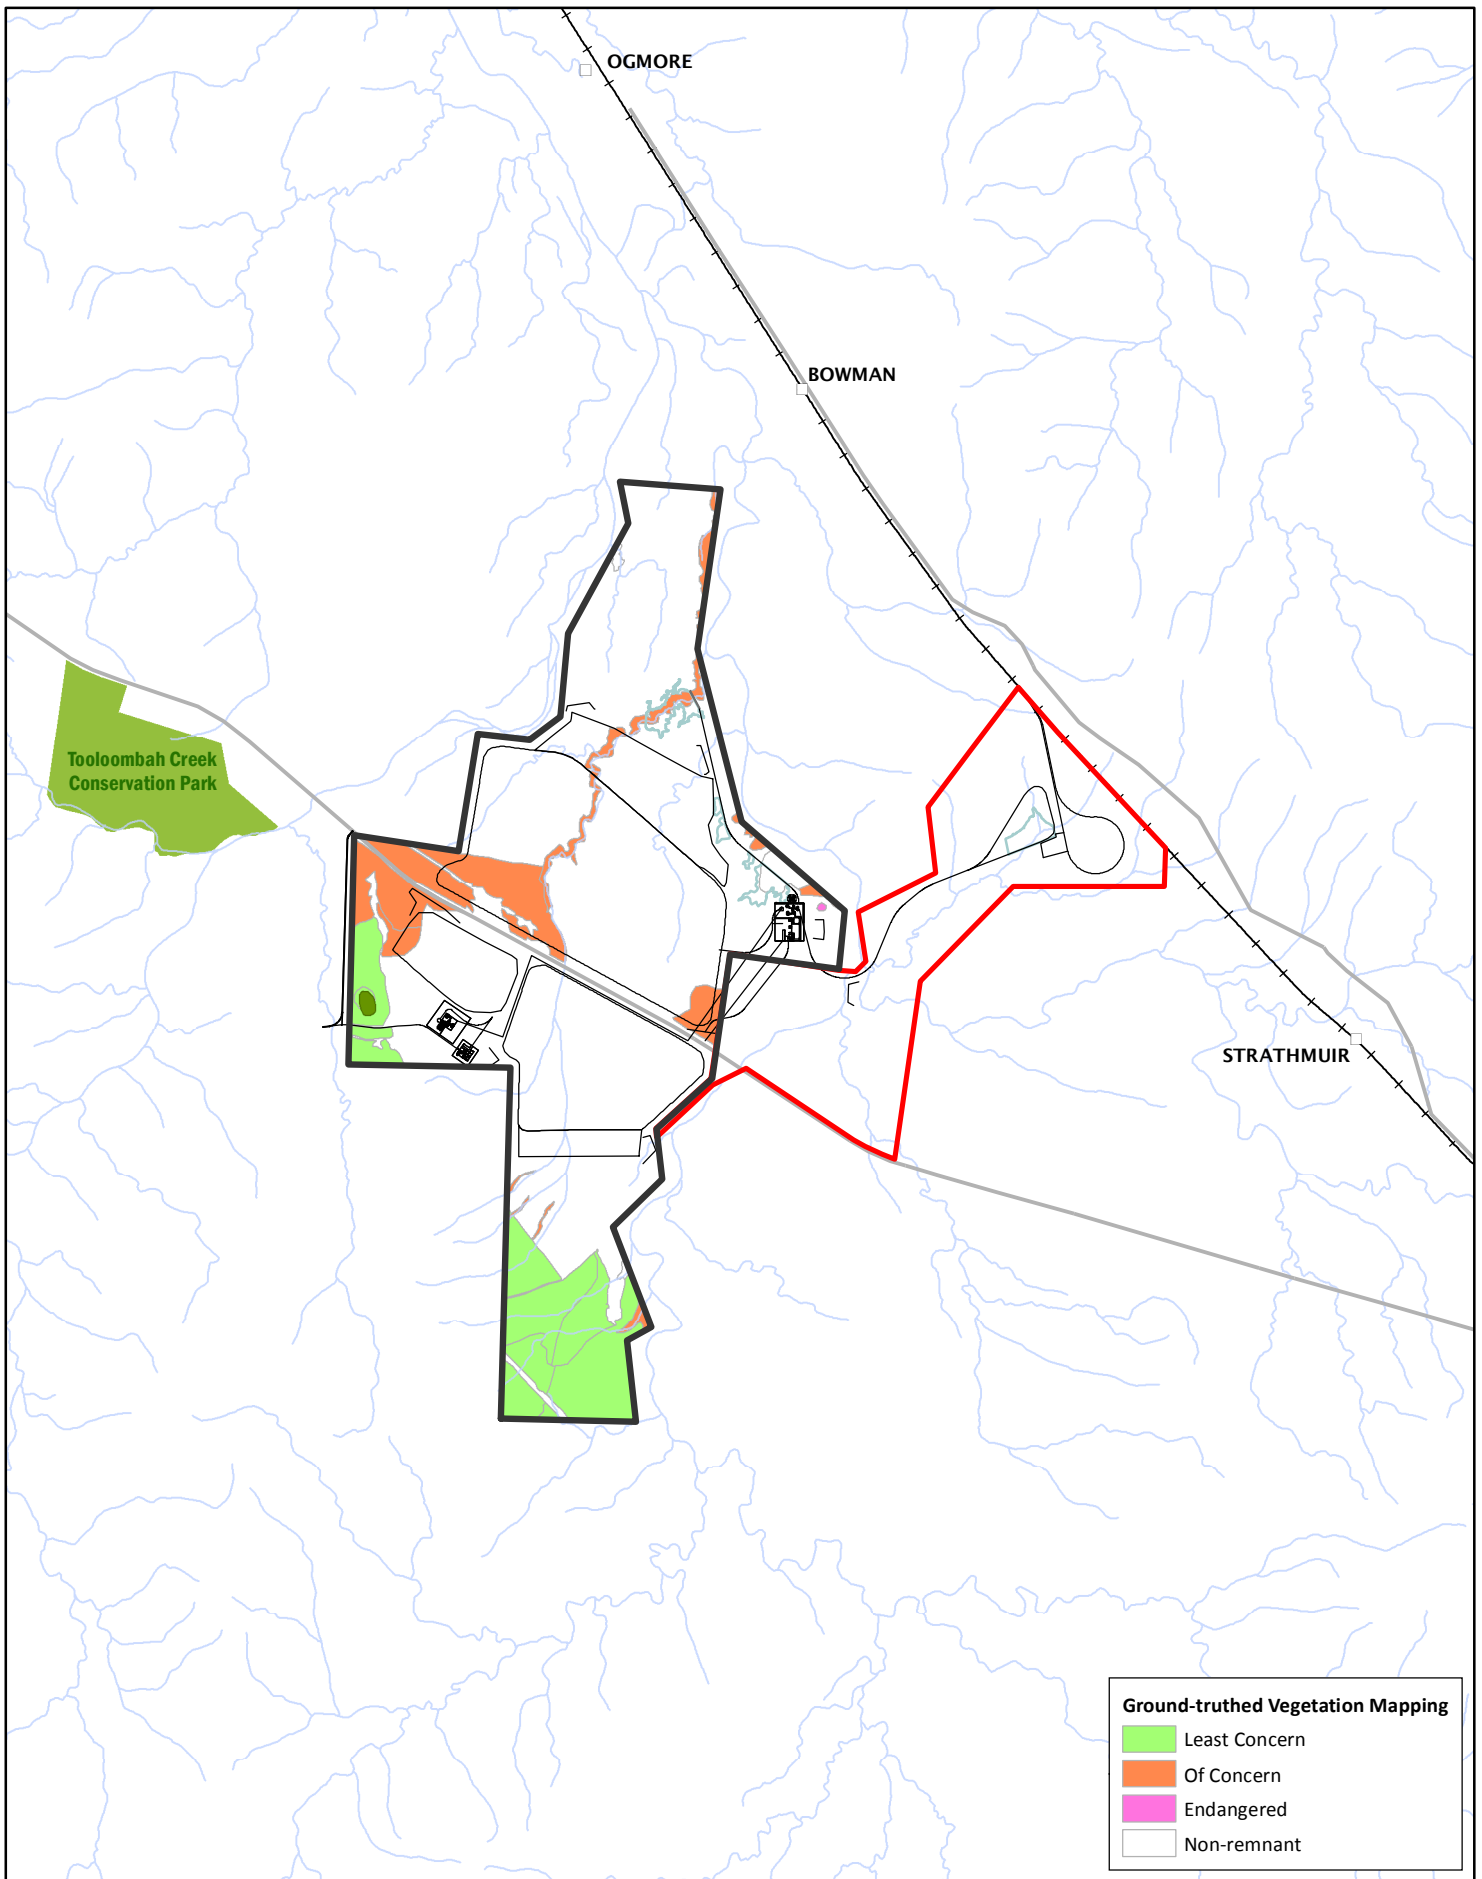 OGMORE
BOWMAN
Tooloombah Creek
Conservation Park
STRATHMUIR
Ground-truthed Vegetation Mapping
Least Concern
Of Concern
Endangered
Non-remnant